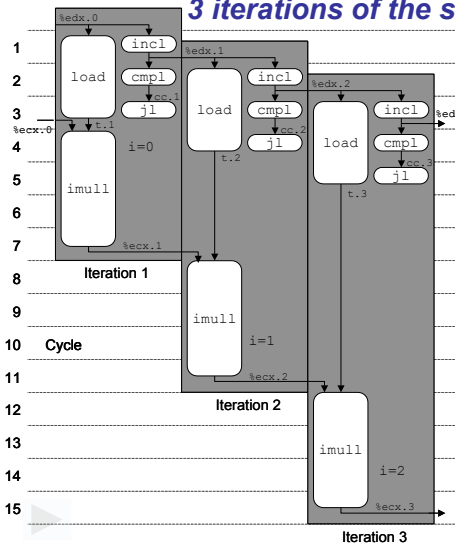 3 iterations of the s
%edx.0
1
incl
%edx.1
load
cmpl
incl
%edx.2
2
cc.1
jl
load
cmpl
load
incl
3
%ecx.0
t.1
cc.2
jl
cmpl
4
i=0
t.2
cc.3
jl
imull
5
t.3
6
7
%ecx.1
8
Iteration 1
imull
9
10
Cycle
i=1
11
%ecx.2
12
Iteration 2
13
imull
14
i=2
15
%ecx.3
Iteration 3